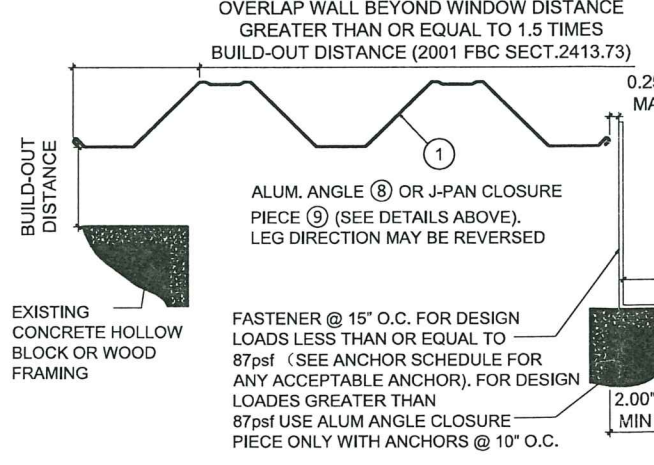 OVERLAP WALL BEYOND WINDOW DISTANCE
GREATER THAN OR EQUAL TO 1.5 TIMES
BUILD-OUT DISTANCE (2001 FBC SECT.2413.73)
0.25
MA
BUILD-OUT
DISTANCE
1
ALUM. ANGLE 8 OR J-PAN CLOSURE
PIECE 9 (SEE DETAILS ABOVE).
LEG DIRECTION MAY BE REVERSED
EXISTING
CONCRETE HOLLOW
BLOCK OR WOOD
FRAMING
FASTENER @ 15" O.C. FOR DESIGN
LOADS LESS THAN OR EQUAL TO
87psf (SEE ANCHOR SCHEDULE FOR
ANY ACCEPTABLE ANCHOR). FOR DESIGN
LOADES GREATER THAN
87psf USE ALUM ANGLE CLOSURE
PIECE ONLY WITH ANCHORS @ 10" O.C.
2.00"
MIN